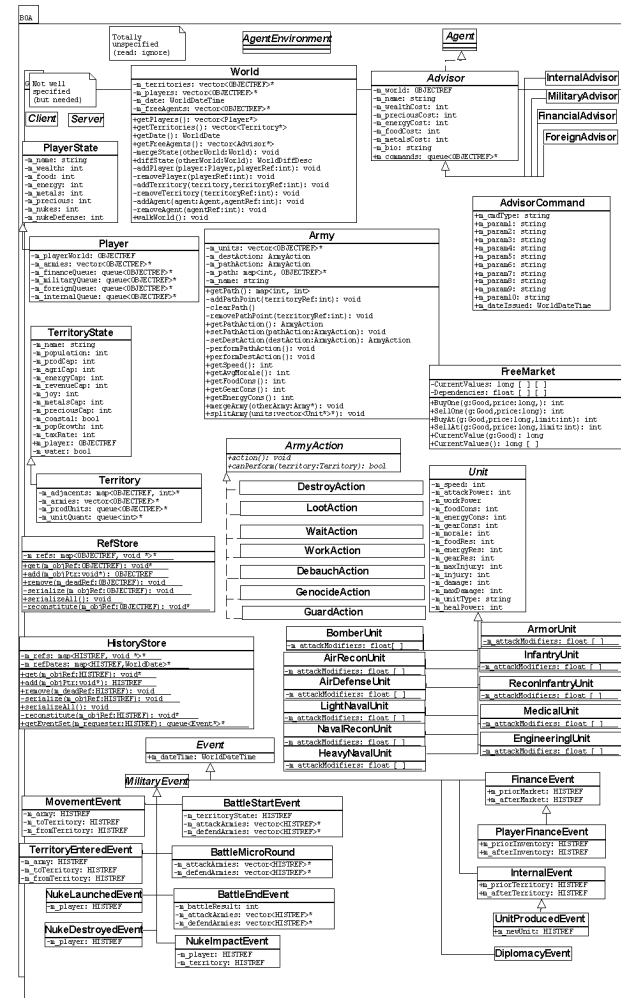 BOA
Totally
unspecified
(read: ignore)
AgentEnvironment
Agent
Not well
specified
(but needed)
Client
Server
World
-m_territories: vector<OBJECTREF>*
-m_players: vector<OBJECTREF>*
-m_date: WorldDateTime
-m_freeAgents: vector<OBJECTREF>*
+getPlayers(): vector<Player*>
+getTerritories(): vector<Territory*>
+getDate(): WorldDate
+getFreeAgents(): vector<Advisor*>
-mergeState(otherWorld:World): void
+diffState(otherWorld:World): WorldDiffDesc
-addPlayer(player:Player,playerRef:int): void
-removePlayer(playerRef:int): void
-addTerritory(territory,territoryRef:int): void
-removeTerritory(territoryRef:int): void
-addAgent(agent:Agent,agentRef:int): void
-removeAgent(agentRef:int): void
+walkWorld(): void
Advisor
-m_world: OBJECTREF
-m_name: string
-m_wealthCost: int
-m_preciousCost: int
-m_energyCost: int
-m_foodCost: int
-m_metalsCost: int
-m_bio: string
+m_commands: queue<OBJECTREF>*
InternalAdvisor
MilitaryAdvisor
FinancialAdvisor
ForeignAdvisor
PlayerState
-m_name: string
-m_wealth: int
-m_food: int
-m_energy: int
-m_metals: int
-m_precious: int
-m_nukes: int
-m_nukeDefense: int
AdvisorCommand
+m_cmdType: string
+m_param1: string
+m_param2: string
+m_param3: string
+m_param4: string
+m_param5: string
+m_param6: string
+m_param7: string
+m_param8: string
+m_param9: string
+m_param10: string
+m_dateIssued: WorldDateTime
Player
-m_playerWorld: OBJECTREF
-m_armies: vector<OBJECTREF>*
-m_financeQueue: queue<OBJECTREF>*
-m_militaryQueue: queue<OBJECTREF>*
-m_foreignQueue: queue<OBJECTREF>*
-m_internalQueue: queue<OBJECTREF>*
Army
-m_units: vector<OBJECTREF>*
-m_destAction: ArmyAction
-m_pathAction: ArmyAction
-m_path: map<int, OBJECTREF>*
-m_name: string
+getPath(): map<int, int>
-addPathPoint(territoryRef:int): void
-clearPath()
-removePathPoint(territoryRef:int): void
+getPathAction(): ArmyAction
+setPathAction(pathAction:ArmyAction): void
-setDestAction(destAction:ArmyAction): ArmyAction
-performPathAction(): void
-performDestAction(): void
+getSpeed(): int
+getAvgMorale(): int
+getFoodCons(): int
+getGearCons(): int
+getEnergyCons(): int
+mergeArmy(otherArmy:Army*): void
+splitArmy(units:vector<Unit*>*): void
TerritoryState
-m_name: string
-m_population: int
-m_prodCap: int
-m_agriCap: int
-m_energyCap: int
-m_revenueCap: int
-m_joy: int
-m_metalsCap: int
-m_preciousCap: int
-m_coastal: bool
-m_popGrowth: int
-m_taxRate: int
+m_player: OBJECTREF
-m_water: bool
FreeMarket
-CurrentValues: long [ ] [ ]
-Dependencies: float [ ] [ ]
+BuyOne(g:Good,price:long,): int
+SellOne(g:Good,price:long): int
+BuyAt(g:Good,price:long,limit:int): int
+SellAt(g:Good,price:long,limit:int): int
+CurrentValue(g:Good): long
+CurrentValues(): long [ ]
ArmyAction
+action(): void
+canPerform(territory:Territory): bool
DestroyAction
LootAction
WaitAction
WorkAction
DebauchAction
GenocideAction
GuardAction
Unit
-m_speed: int
-m_attackPower: int
-m_workPower
-m_foodCons: int
-m_energyCons: int
-m_gearCons: int
-m_morale: int
-m_foodRes: int
-m_energyRes: int
-m_gearRes: int
-m_maxInjury: int
-m_injury: int
-m_damage: int
-m_maxDamage: int
-m_unitType: string
-m_healPower: int
Territory
-m_adjacents: map<OBJECTREF, int>*
-m_armies: vector<OBJECTREF>*
-m_prodUnits: queue<OBJECTREF>*
-m_unitQuant: queue<int>*
RefStore
-m_refs: map<OBJECTREF, void *>*
+get(m_objRef:OBJECTREF): void*
+add(m_objPtr:void*): OBJECTREF
+remove(m_deadRef:OBJECTREF): void
-serialize(m_objRef:OBJECTREF): void
+serializeAll(): void
-reconstitute(m_objRef:OBJECTREF): void*
HistoryStore
-m_refs: map<HISTREF, void *>*
-m_refDates: map<HISTREF,WorldDate>*
+get(m_objRef:HISTREF): void*
+add(m_objPtr:void*): HISTREF
+remove(m_deadRef:HISTREF): void
-serialize(m_objRef:HISTREF): void
+serializeAll(): void
-reconstitute(m_objRef:HISTREF): void*
+getEventSet(m_requester:HISTREF): queue<Event*>*
BomberUnit
-m_attackModifiers: float[ ]
AirReconUnit
-m_attackModifiers: float [ ]
AirDefenseUnit
-m_attackModifiers: float [ ]
LightNavalUnit
-m_attackModifiers: float [ ]
NavalReconUnit
-m_attackModifiers: float [ ]
HeavyNavalUnit
-m_attackModifiers: float [ ]
ArmorUnit
-m_attackModifiers: float [ ]
InfantryUnit
-m_attackModifiers: float [ ]
ReconInfantryUnit
-m_attackModifiers: float [ ]
MedicalUnit
-m_attackModifiers: float [ ]
EngineeringlUnit
-m_attackModifiers: float [ ]
Event
+m_dateTime: WorldDateTime
MilitaryEvent
MovementEvent
-m_army: HISTREF
-m_toTerritory: HISTREF
-m_fromTerritory: HISTREF
BattleStartEvent
-m_territoryState: HISTREF
-m_attackArmies: vector<HISTREF>*
-m_defendArmies: vector<HISTREF>*
TerritoryEnteredEvent
-m_army: HISTREF
-m_toTerritory: HISTREF
-m_fromTerritory: HISTREF
BattleMicroRound
-m_attackArmies: vector<HISTREF>*
-m_defendArmies: vector<HISTREF>*
NukeLaunchedEvent
-m_player: HISTREF
BattleEndEvent
-m_battleResult: int
-m_attackArmies: vector<HISTREF>*
-m_defendArmies: vector<HISTREF>*
NukeDestroyedEvent
-m_player: HISTREF
NukeImpactEvent
-m_player: HISTREF
-m_territory: HISTREF
FinanceEvent
+m_priorMarket: HISTREF
+m_afterMarket: HISTREF
PlayerFinanceEvent
+m_priorInventory: HISTREF
+m_afterInventory: HISTREF
InternalEvent
+m_priorTerritory: HISTREF
+m_afterTerritory: HISTREF
UnitProducedEvent
+m_newUnit: HISTREF
DiplomacyEvent